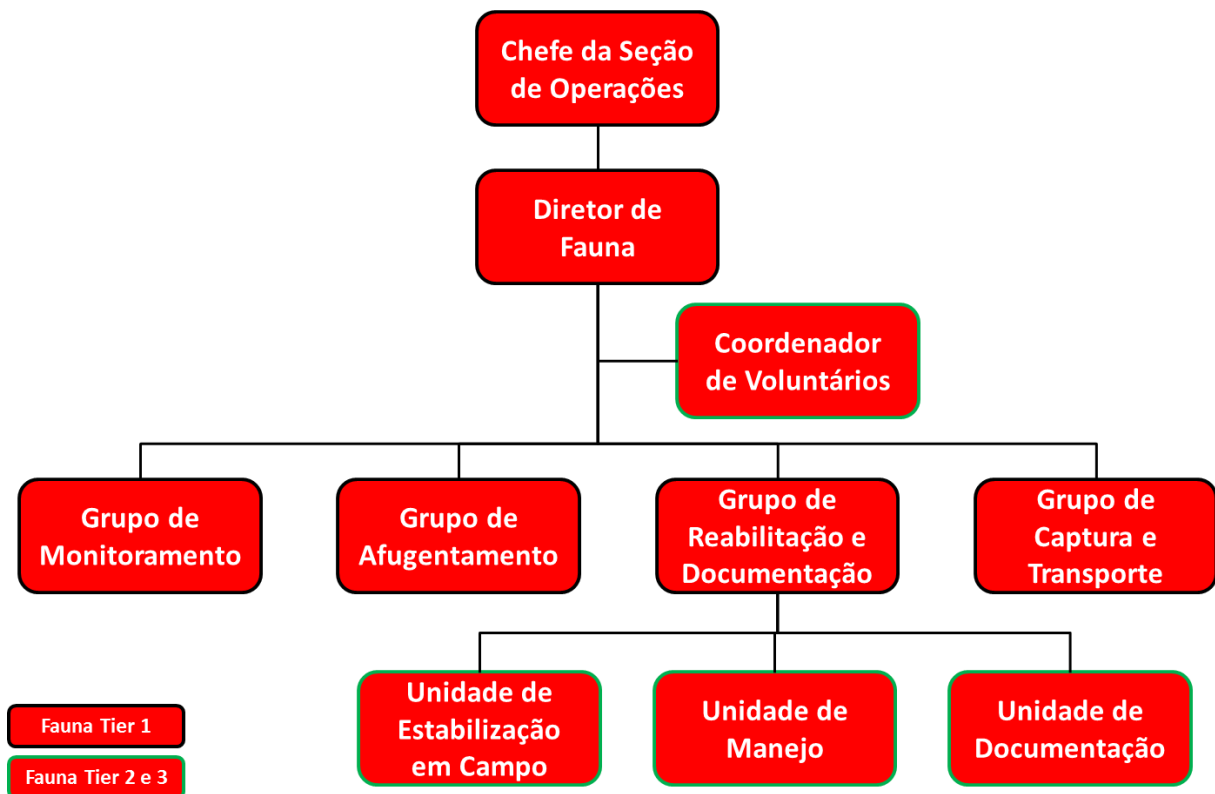 Chefe da Seção
de Operações
Diretor de
Fauna
Coordenador
de Voluntários
Grupo de
Monitoramento
Grupo de
Afugentamento
Grupo de
Reabilitação e
Documentação
Grupo de
Captura e
Transporte
Unidade de
Estabilização
em Campo
Unidade de
Manejo
Unidade de
Documentação
Fauna Tier 1
Fauna Tier 2 e 3